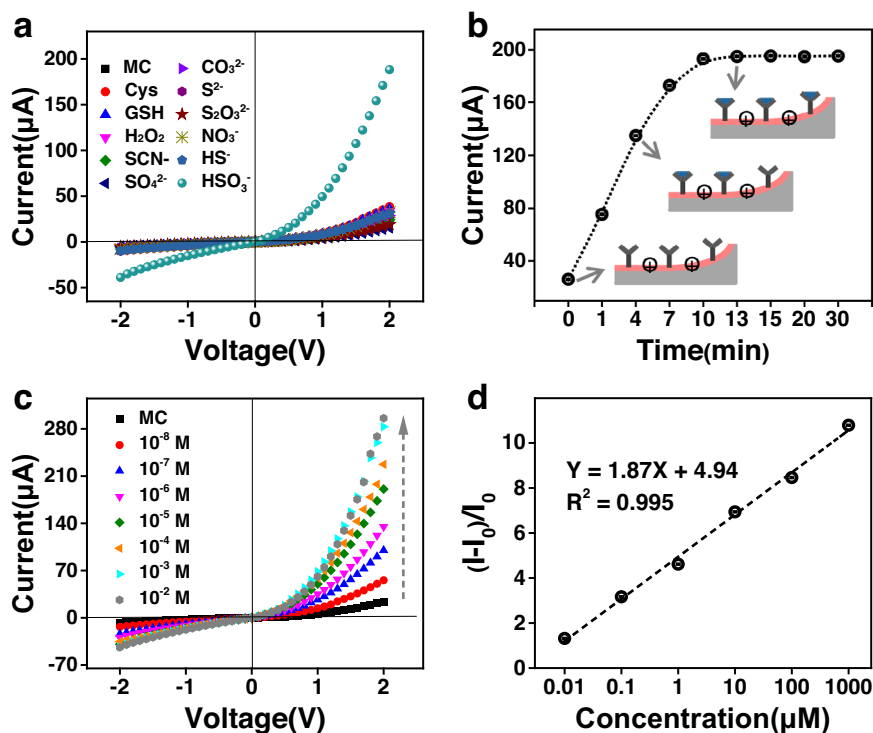 a
Current(µA)
200
150
100
50
0
-50
MC
Cys
GSH
H₂O₂
SCN-
SO₄²⁻
CO₃²⁻
S²⁻
S₂O₃²⁻
NO₃⁻
HS⁻
HSO₃⁻
-2
-1
0
1
2
Voltage(V)
b
Current(µA)
200
160
120
80
40
0
1
4
7
10
13
15
20
30
Time(min)
c
Current(µA)
280
210
140
70
0
-70
MC
10⁻⁸ M
10⁻⁷ M
10⁻⁶ M
10⁻⁵ M
10⁻⁴ M
10⁻³ M
10⁻² M
-2
-1
0
1
2
Voltage(V)
d
(I-I₀)/I₀
10
8
6
4
2
0
Y = 1.87X + 4.94
R² = 0.995
0.01
0.1
1
10
100
1000
Concentration(µM)